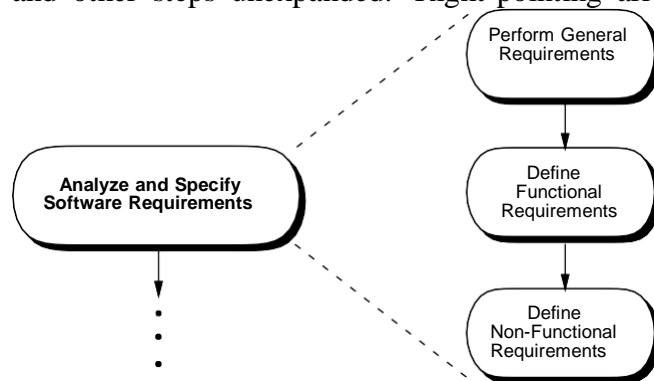 and other steps unexpanded. Right-pointing
Perform General
Requirements
Analyze and Specify
Software Requirements
Define
Functional
Requirements
Define
Non-Functional
Requirements